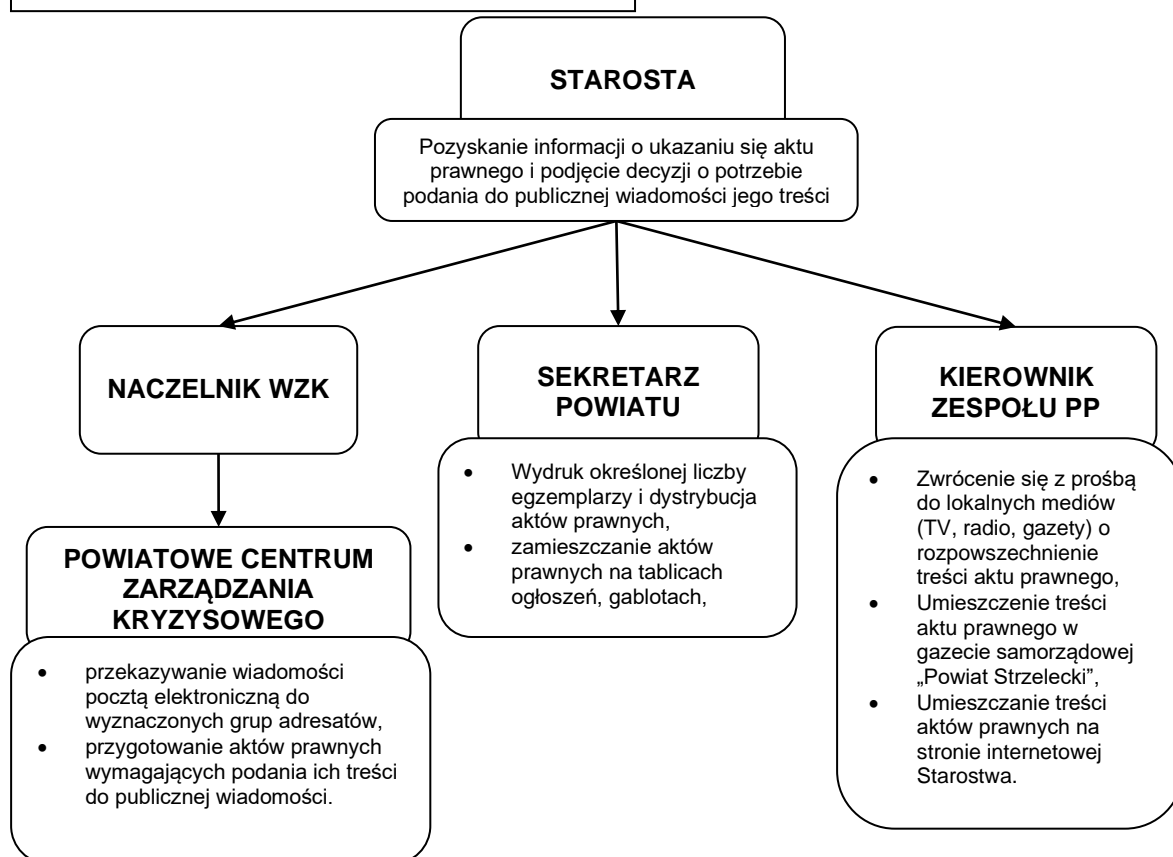 STAROSTA
Pozyskanie informacji o ukazaniu się aktu
prawnego i podjęcie decyzji o potrzebie
podania do publicznej wiadomości jego treści
NACZELNIK WZK
POWIATOWE CENTRUM
ZARZĄDZANIA
KRYZYSOWEGO
• przekazywanie wiadomości
pocztą elektroniczną do
wyznaczonych grup adresatów,
• przygotowanie aktów prawnych
wymagających podania ich treści
do publicznej wiadomości.
SEKRETARZ
POWIATU
• Wydruk określonej liczby
egzemplarzy i dystrybucja
aktów prawnych,
• zamieszczanie aktów
prawnych na tablicach
ogłoszeń, gablotach,
KIEROWNIK
ZESPOŁU PP
• Zwrócenie się z prośbą
do lokalnych mediów
(TV, radio, gazety) o
rozpowszechnienie
treści aktu prawnego,
• Umieszczenie treści
aktu prawnego w
gazecie samorządowej
„Powiat Strzelecki”,
• Umieszczanie treści
aktów prawnych na
stronie internetowej
Starostwa.